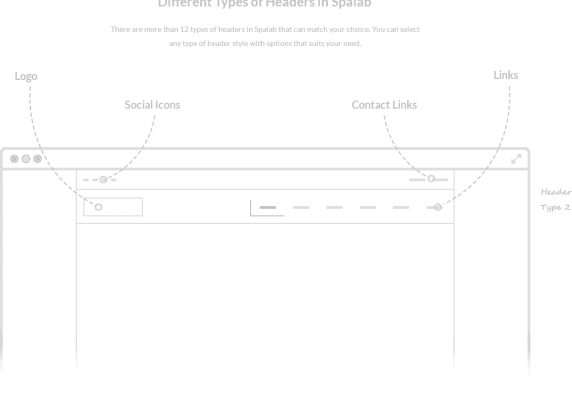 Different Types of Headers in Spalab
There are more than 12 types of headers in Spalab that can match your choice. You can select
any type of header style with options that suits your need.
Logo
Links
Social Icons
Contact Links
Header
Type 2